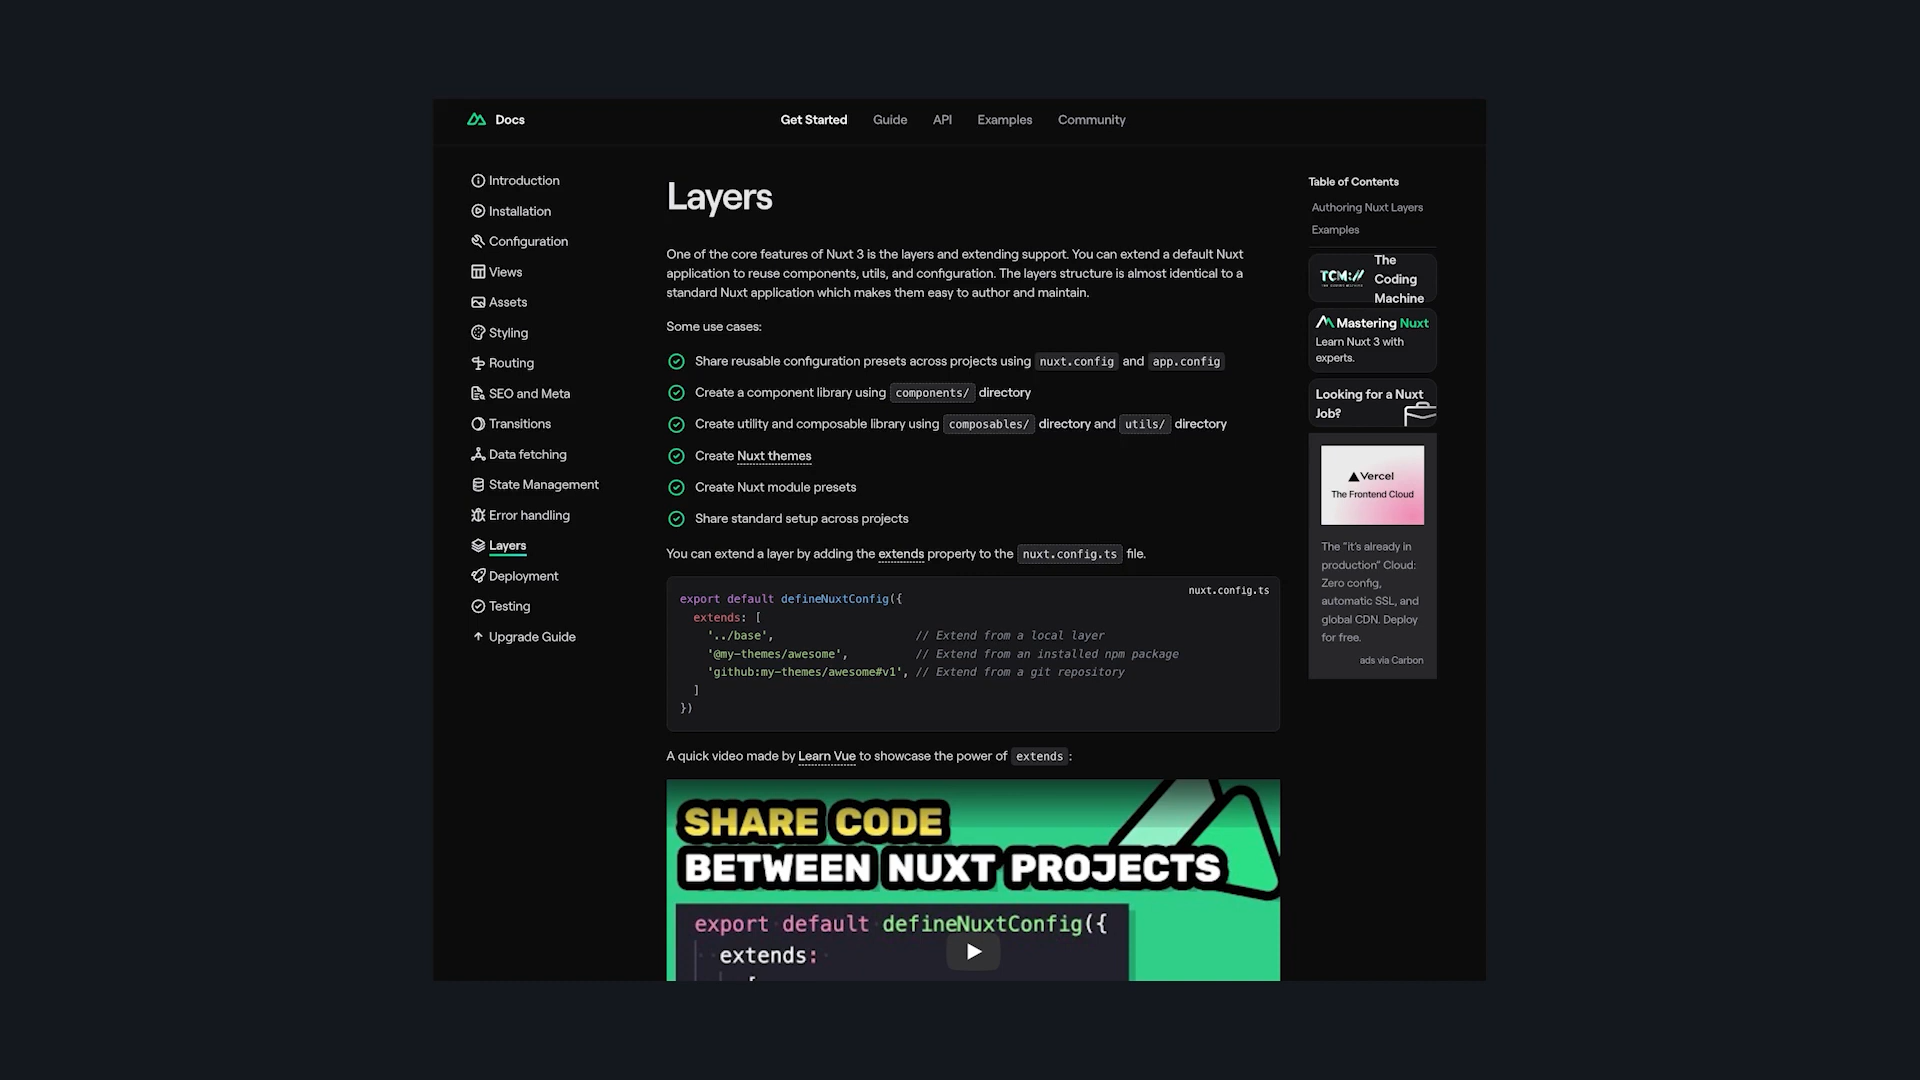 Docs
Get Started
Guide
API
Examples
Community
Introduction
Installation
Configuration
Views
Assets
Styling
Routing
SEO and Meta
Transitions
Data fetching
State Management
Error handling
Layers
Deployment
Testing
Upgrade Guide
Layers
One of the core features of Nuxt 3 is the layers and extending support. You can extend a default Nuxt
application to reuse components, utils, and configuration. The layers structure is almost identical to a
standard Nuxt application which makes them easy to author and maintain.
Some use cases:
Share reusable configuration presets across projects using nuxt.config and app.config
Create a component library using components/ directory
Create utility and composable library using composables/ directory and utils/ directory
Create Nuxt themes
Create Nuxt module presets
Share standard setup across projects
You can extend a layer by adding the extends property to the nuxt.config.ts file.
nuxt.config.ts
export default defineNuxtConfig({
extends: [
'../base', // Extend from a local layer
'@my-themes/awesome', // Extend from an installed npm package
'github:my-themes/awesome#v1', // Extend from a git repository
]
})
A quick video made by Learn Vue to showcase the power of extends:
SHARE CODE
BETWEEN NUXT PROJECTS
export default defineNuxtConfig({
extends:
Table of Contents
Authoring Nuxt Layers
Examples
TCM://
The
Coding
Machine
Mastering Nuxt
Learn Nuxt 3 with
experts.
Looking for a Nuxt
Job?
Vercel
The Frontend Cloud
The “it’s already in
production” Cloud:
Zero config,
automatic SSL, and
global CDN. Deploy
for free.
ads via Carbon